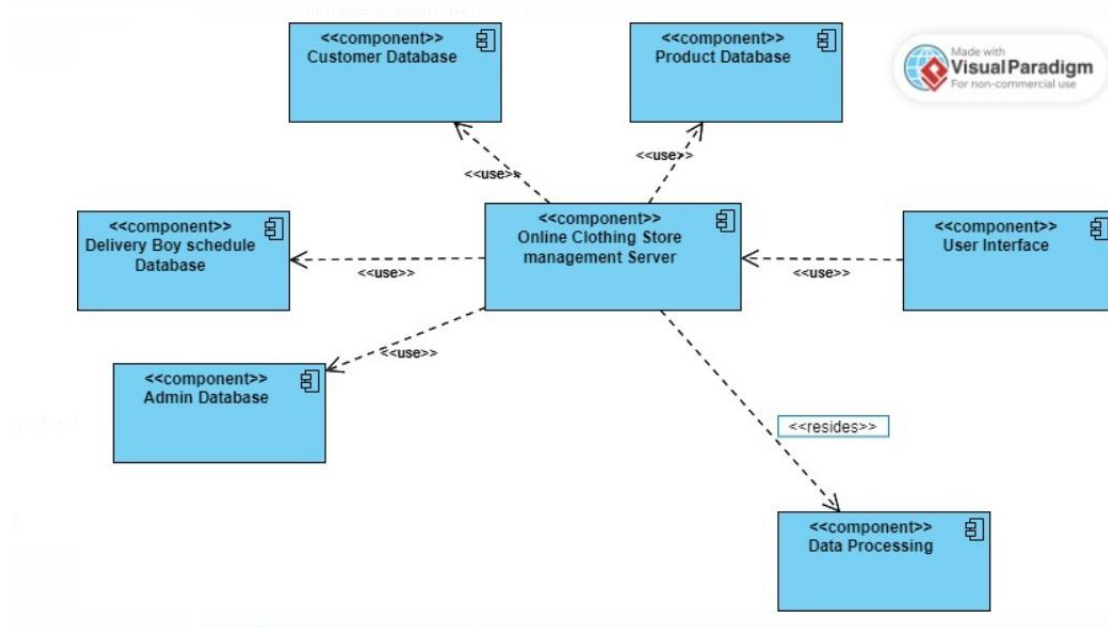 <<component>>
Customer Database
<<component>>
Product Database
Made with
Visual Paradigm
For non-commercial use
<<use>>
<<use>>
<<component>>
Delivery Boy schedule
Database
<<component>>
Online Clothing Store
management Server
<<component>>
User Interface
<<use>>
<<use>>
<<use>>
<<component>>
Admin Database
<<resides>>
<<component>>
Data Processing